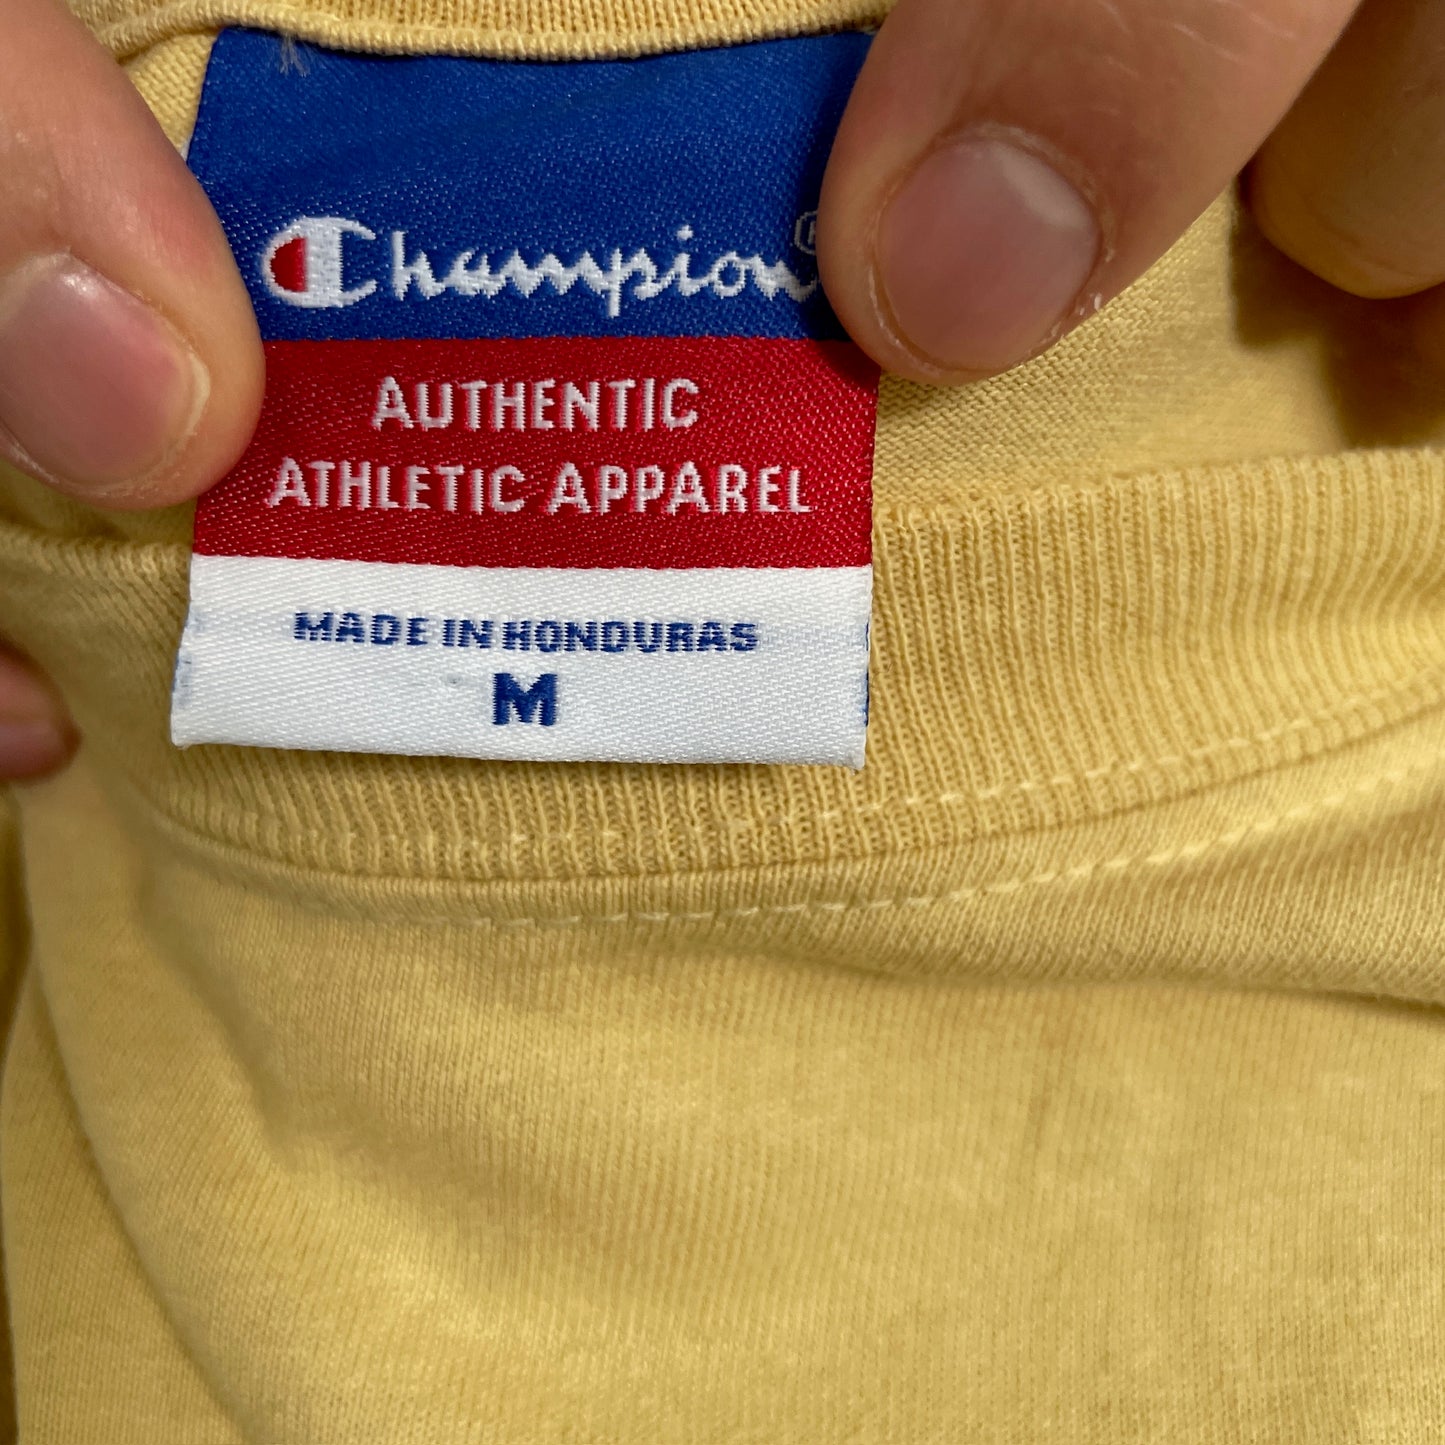 Champion®
AUTHENTIC
ATHLETIC APPAREL
MADE IN HONDURAS
M